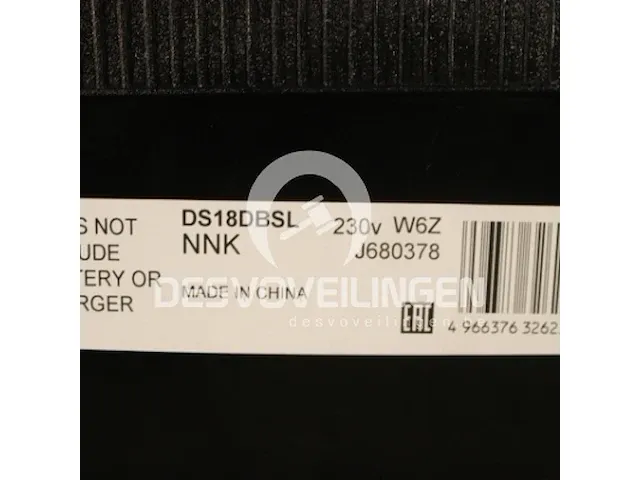 S NOT
UDE
TERY OR
RGER
DS18DBSL
NNK
MADE IN CHINA
230v W6Z
J680378
EAC
4 966376 3262
DESVOVEILINGEN
desvoveilingen